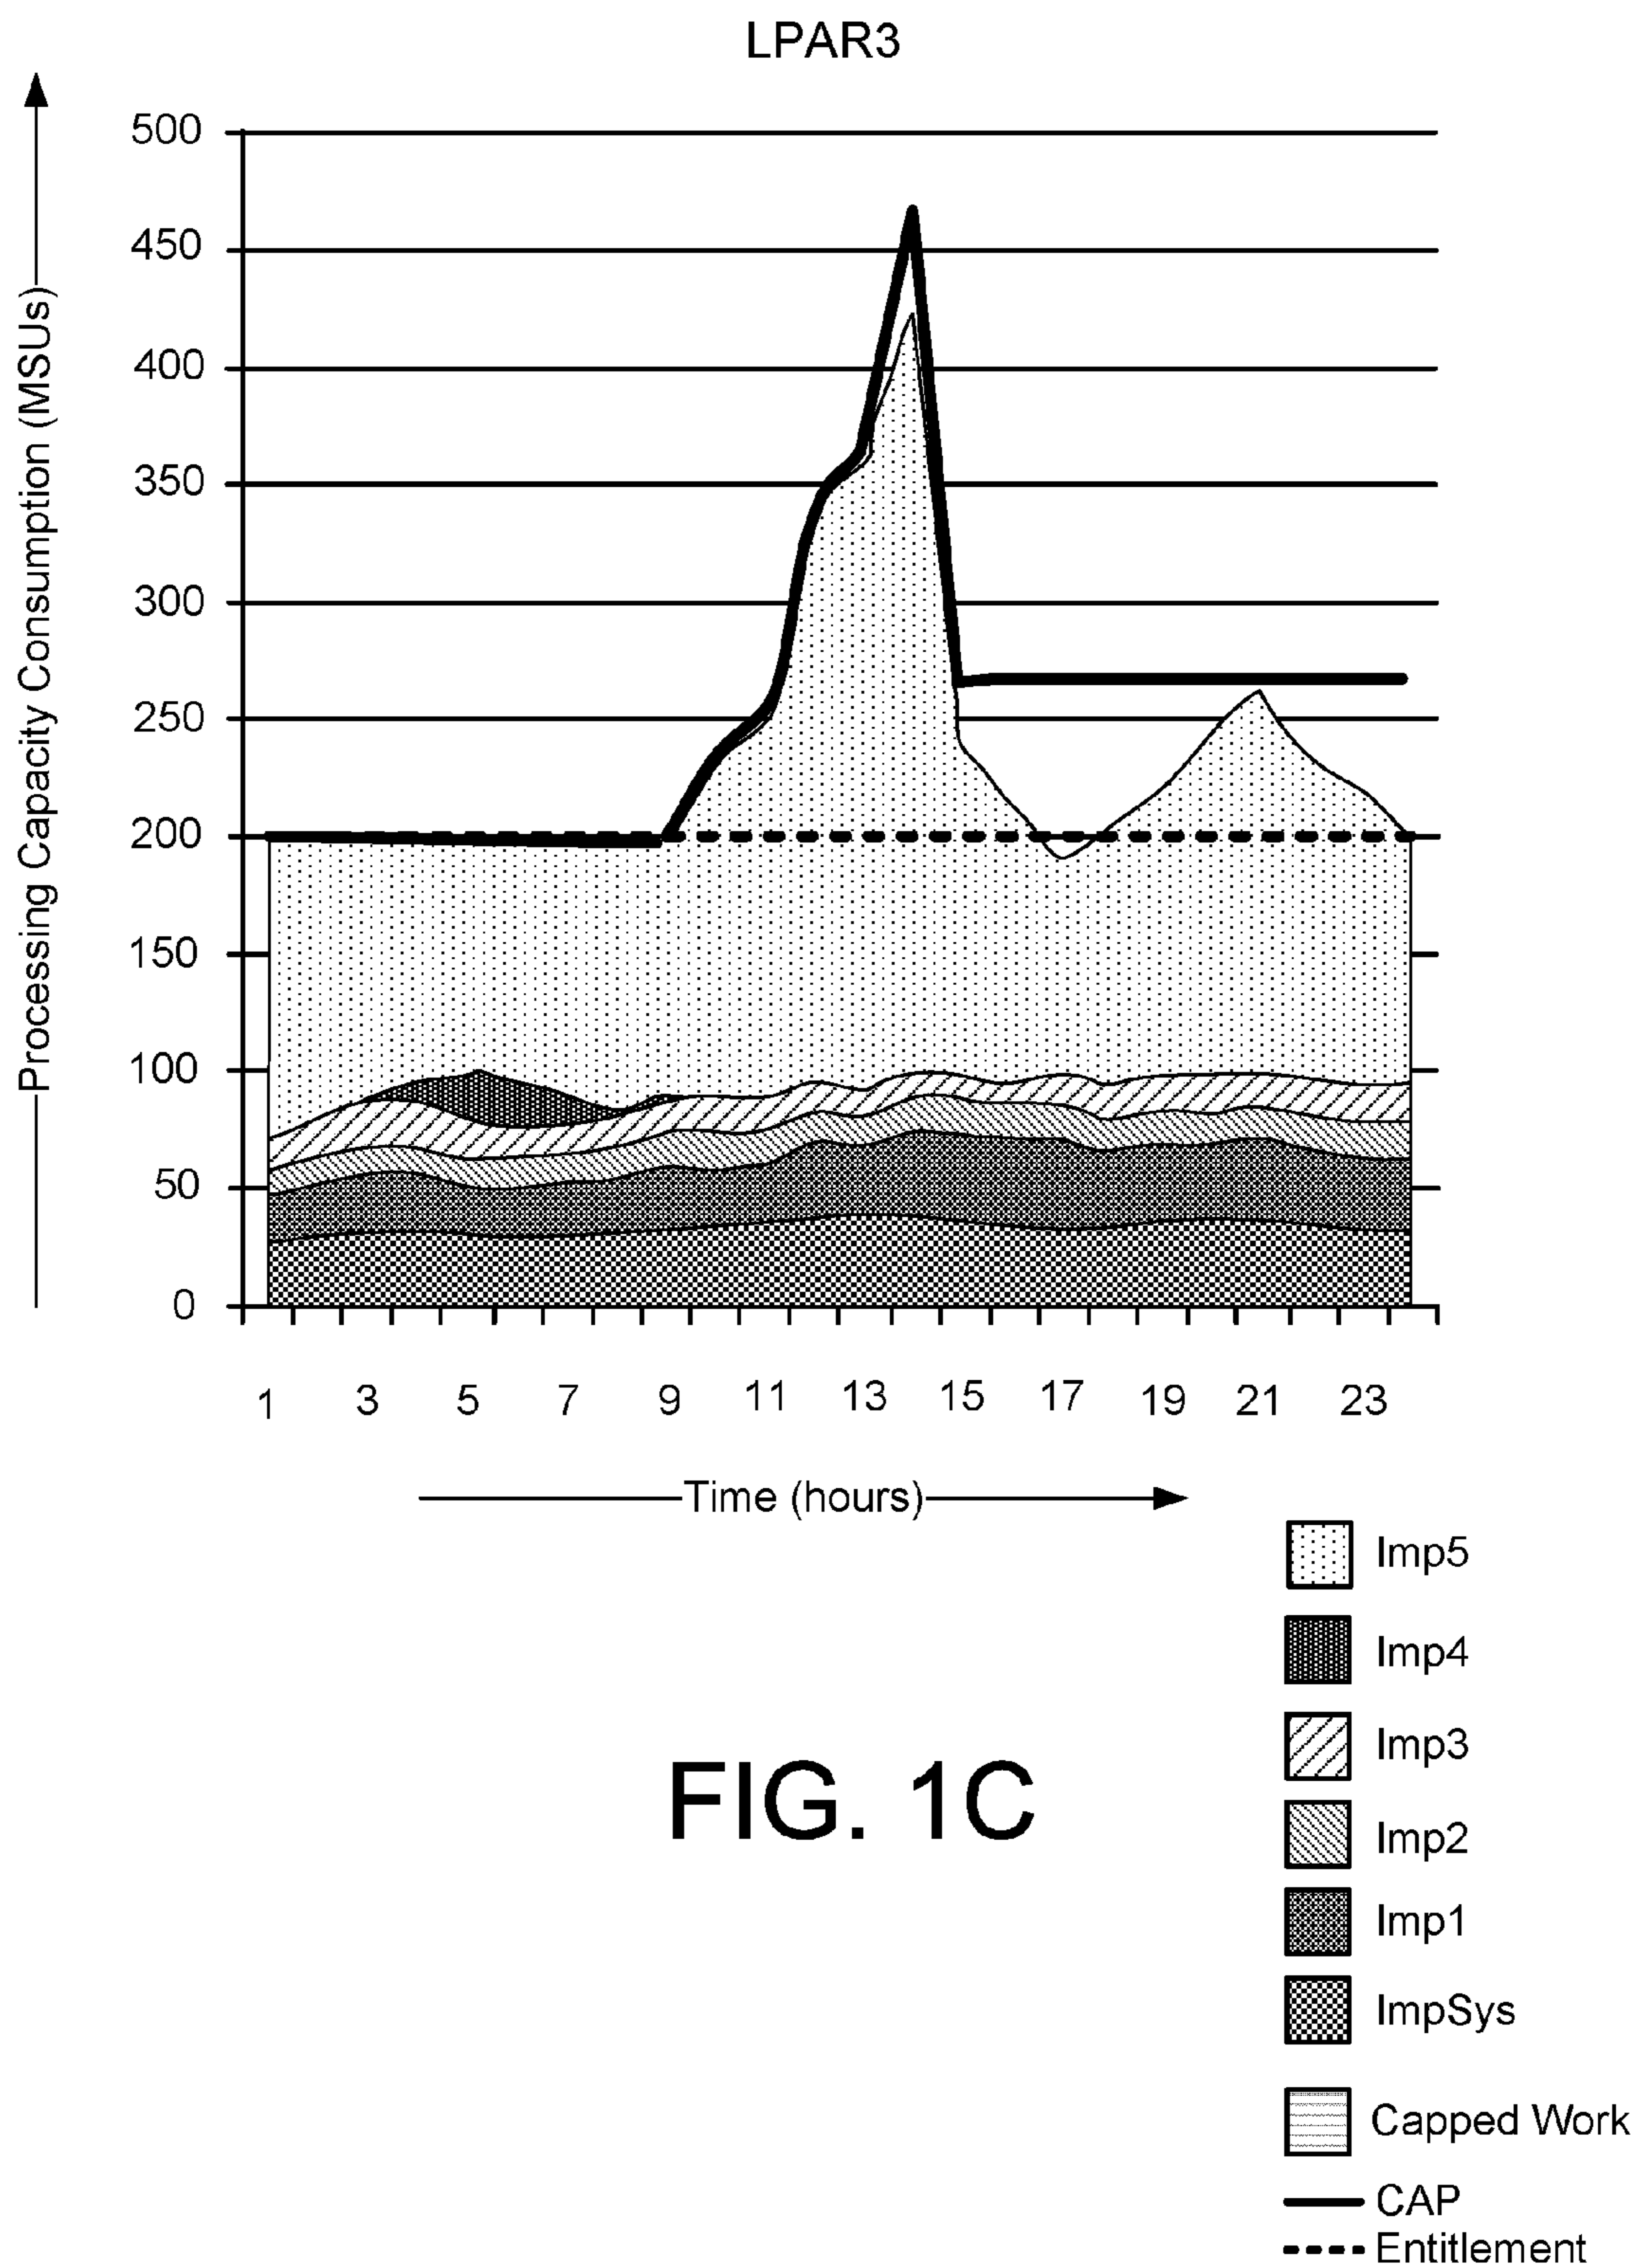 LPAR3
Processing Capacity Consumption (MSUs)
500
450
400
350
300
250
200
150
100
50
0
1 3 5 7 9 11 13 15 17 19 21 23
Time (hours)
Imp5
Imp4
Imp3
Imp2
Imp1
ImpSys
Capped Work
CAP
Entitlement
FIG. 1C